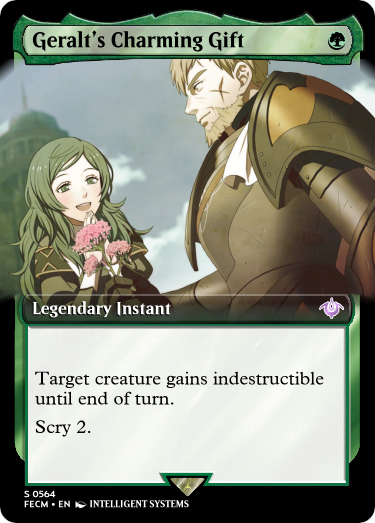 Geralt's Charming Gift
Legendary Instant
Target creature gains indestructible
until end of turn.
Scry 2.
S 0564
FECM • EN INTELLIGENT SYSTEMS